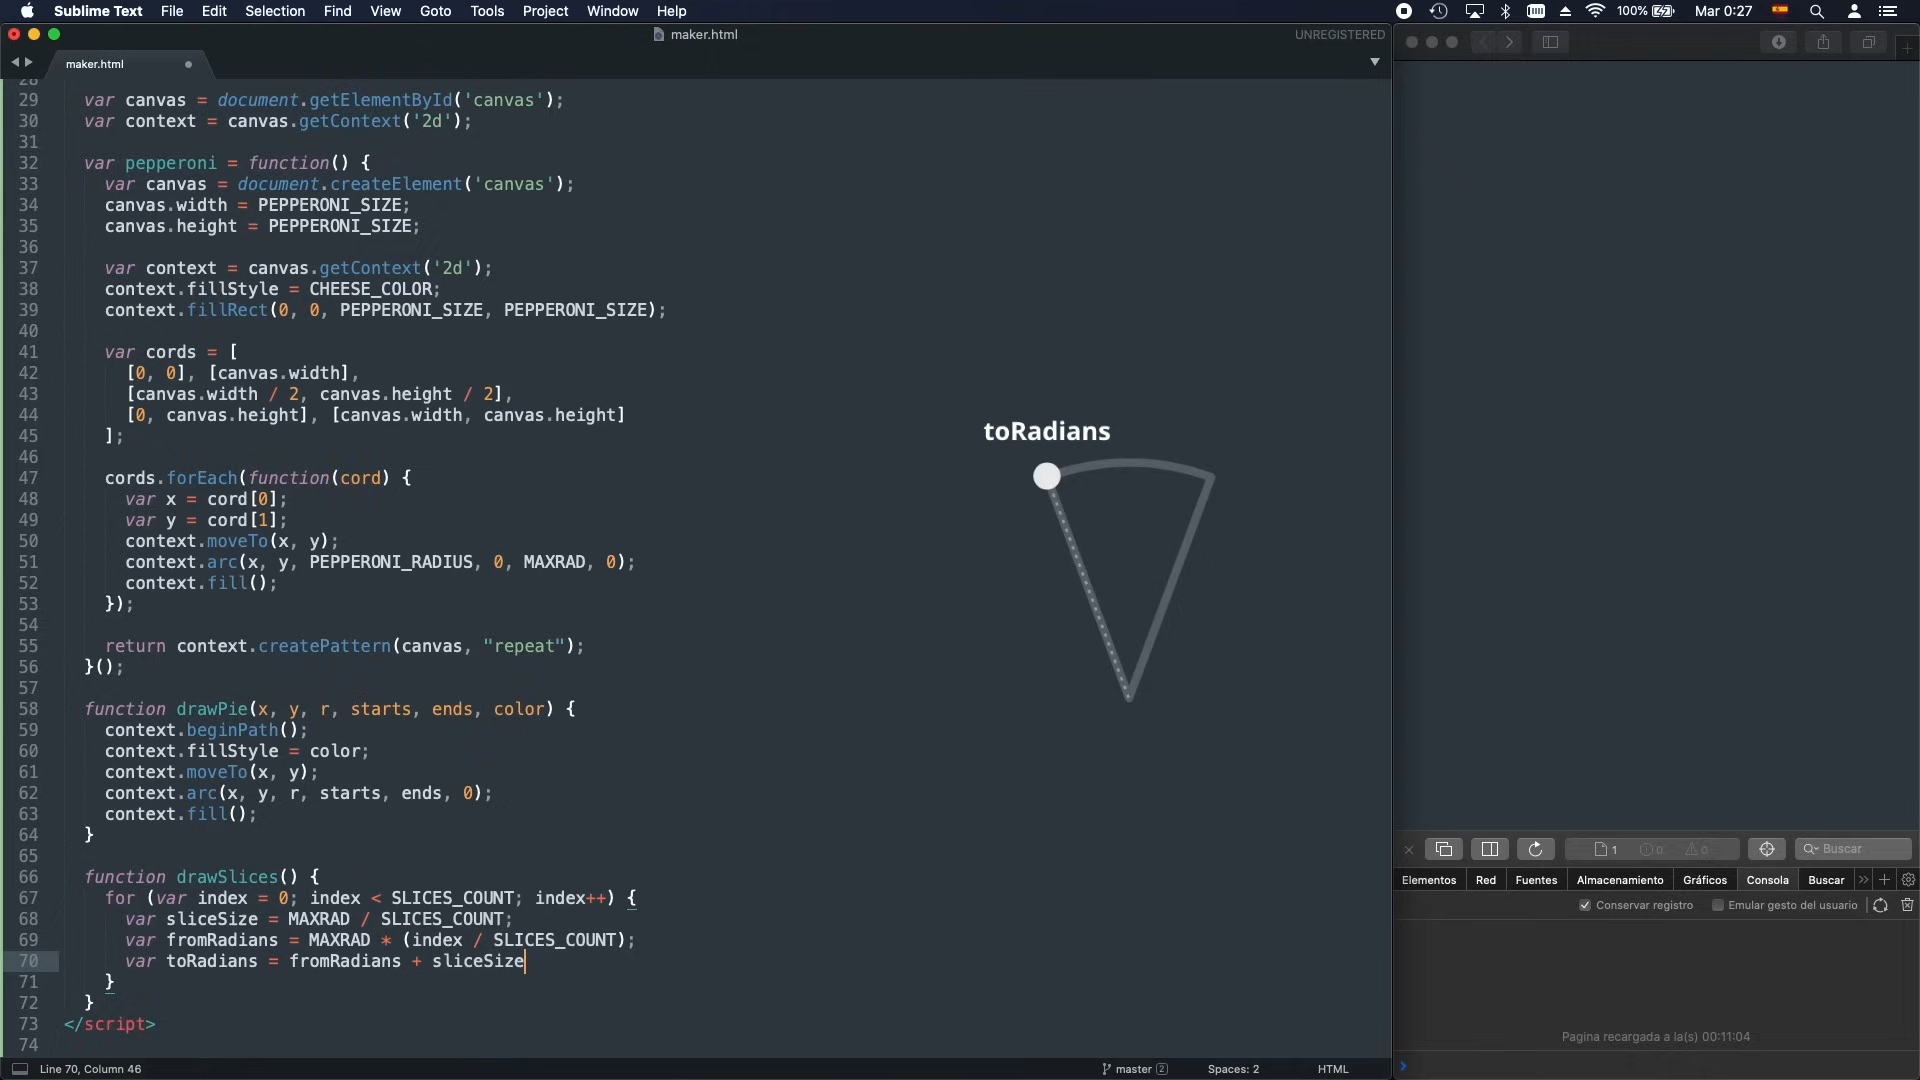 Sublime Text File Edit Selection Find View Goto Tools Project Window Help 100% Mar 0:27
maker.html UNREGISTERED
maker.html
28
29 var canvas = document.getElementById('canvas');
30 var context = canvas.getContext('2d');
31
32 var pepperoni = function() {
33 var canvas = document.createElement('canvas');
34 canvas.width = PEPPERONI_SIZE;
35 canvas.height = PEPPERONI_SIZE;
36
37 var context = canvas.getContext('2d');
38 context.fillStyle = CHEESE_COLOR;
39 context.fillRect(0, 0, PEPPERONI_SIZE, PEPPERONI_SIZE);
40
41 var cords = [
42 [0, 0], [canvas.width],
43 [canvas.width / 2, canvas.height / 2],
44 [0, canvas.height], [canvas.width, canvas.height]
45 ];
46
47 cords.forEach(function(cord) {
48 var x = cord[0];
49 var y = cord[1];
50 context.moveTo(x, y);
51 context.arc(x, y, PEPPERONI_RADIUS, 0, MAXRAD, 0);
52 context.fill();
53 });
54
55 return context.createPattern(canvas, "repeat");
56 }();
57
58 function drawPie(x, y, r, starts, ends, color) {
59 context.beginPath();
60 context.fillStyle = color;
61 context.moveTo(x, y);
62 context.arc(x, y, r, starts, ends, 0);
63 context.fill();
64 }
65
66 function drawSlices() {
67 for (var index = 0; index < SLICES_COUNT; index++) {
68 var sliceSize = MAXRAD / SLICES_COUNT;
69 var fromRadians = MAXRAD * (index / SLICES_COUNT);
70 var toRadians = fromRadians + sliceSize
71 }
72 }
73 </script>
74
toRadians
Line 70, Column 46 master 2 Spaces: 2 HTML
1 0 0 Buscar
Elementos Red Fuentes Almacenamiento Gráficos Consola Buscar
Conservar registro Emular gesto del usuario
Pagina recargada a la(s) 00:11:04